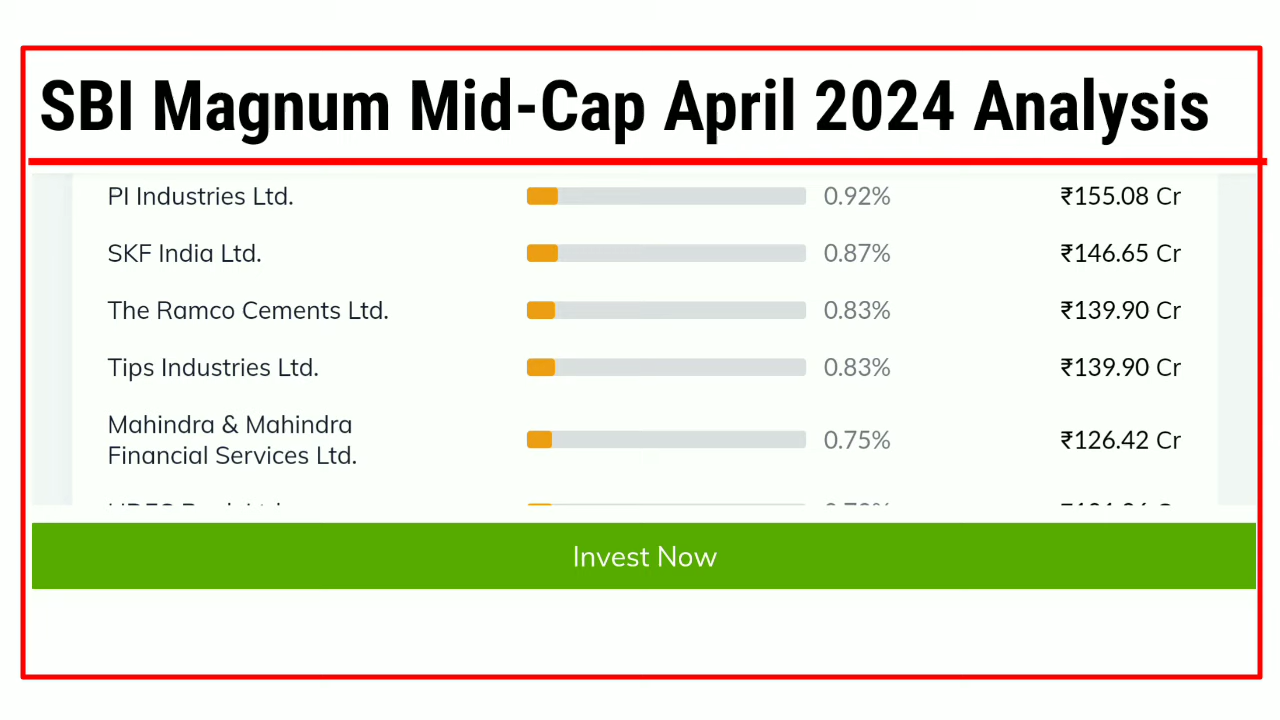 SBI Magnum Mid-Cap April 2024 Analysis
PI Industries Ltd. 0.92% ₹155.08 Cr
SKF India Ltd. 0.87% ₹146.65 Cr
The Ramco Cements Ltd. 0.83% ₹139.90 Cr
Tips Industries Ltd. 0.83% ₹139.90 Cr
Mahindra & Mahindra
Financial Services Ltd. 0.75% ₹126.42 Cr
Invest Now